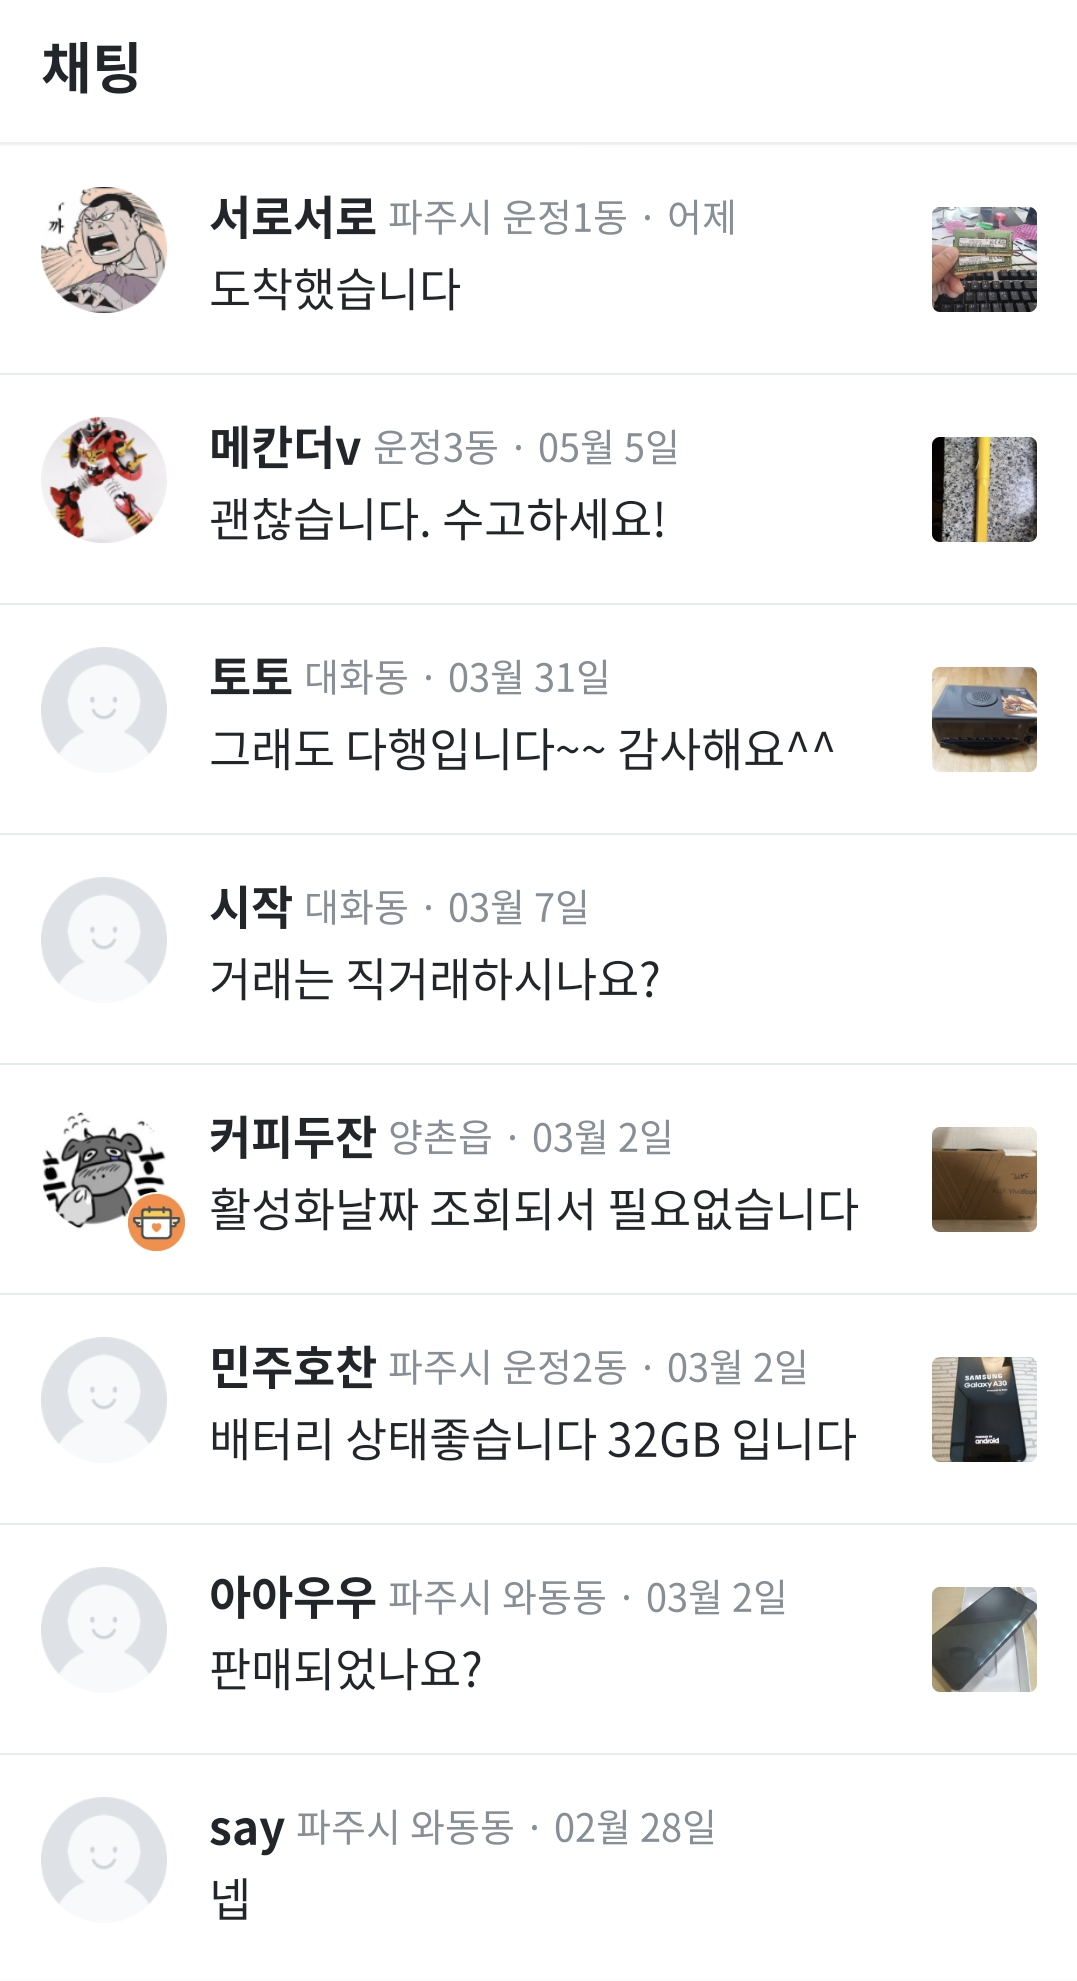 채팅
까
서로서로 파주시 운정1동 · 어제
도착했습니다
메칸더v 운정3동 · 05월 5일
괜찮습니다. 수고하세요!
토토 대화동 · 03월 31일
그래도 다행입니다~~ 감사해요^^
시작 대화동 · 03월 7일
거래는 직거래하시나요?
흐흑
커피두잔 양촌읍 · 03월 2일
활성화날짜 조회되서 필요없습니다
민주호찬 파주시 운정2동 · 03월 2일
배터리 상태좋습니다 32GB 입니다
SAMSUNG
Galaxy A30
android
아아우우 파주시 와동동 · 03월 2일
판매되었나요?
say 파주시 와동동 · 02월 28일
넵